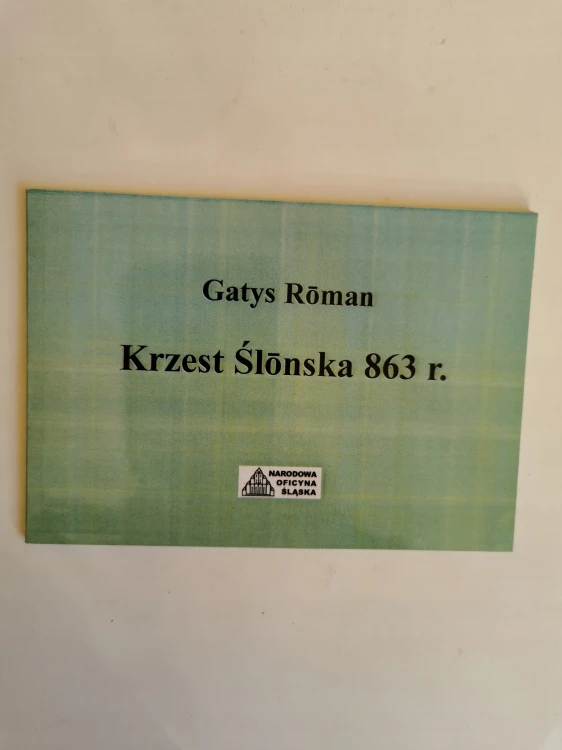 Gatys Rōman
Krzest Ślōnska 863 r.
NARODOWA
OFICYNA
ŚLĄSKA